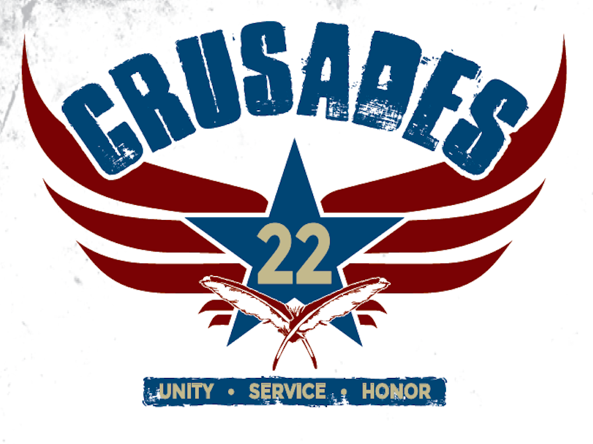 CRUSADES
22
UNITY • SERVICE • HONOR